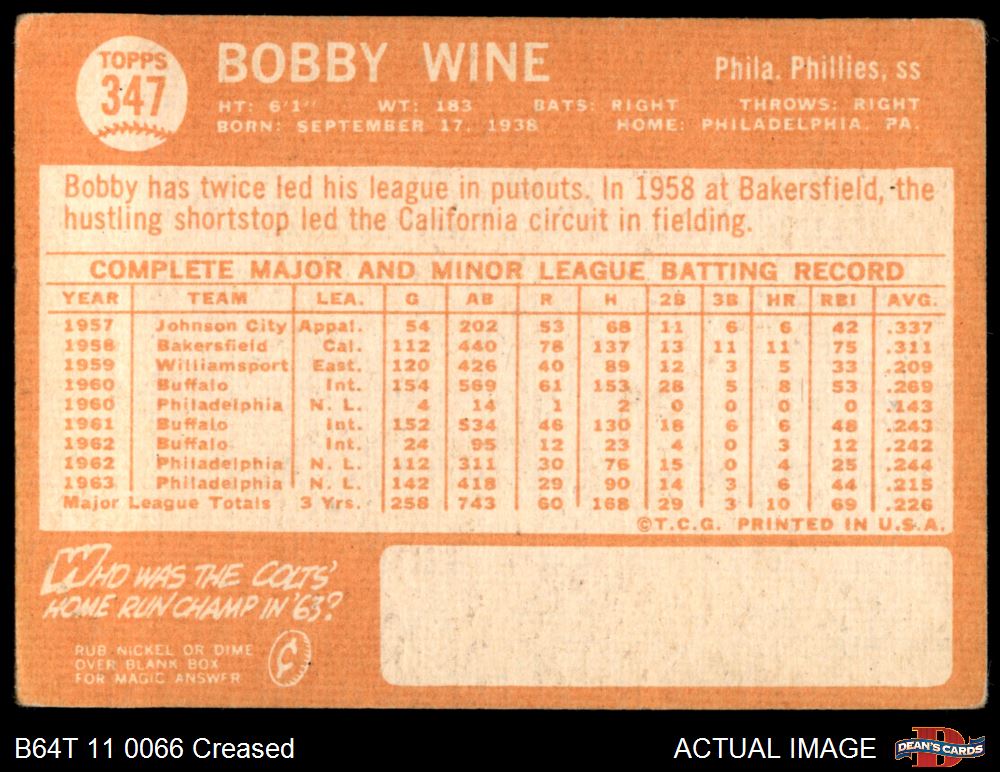 TOPPS
347
BOBBY WINE
Phila. Phillies, ss
HT: 6'1" WT: 183 BATS: RIGHT THROWS: RIGHT
BORN: SEPTEMBER 17, 1938 HOME: PHILADELPHIA, PA.
Bobby has twice led his league in putouts. In 1958 at Bakersfield, the
hustling shortstop led the California circuit in fielding.
COMPLETE MAJOR AND MINOR LEAGUE BATTING RECORD
YEAR TEAM LEA. G AB R H 2B 3B HR RBI AVG.
1957 Johnson City Appal. 54 202 53 68 11 6 6 42 .337
1958 Bakersfield Cal. 112 440 78 137 13 11 11 75 .311
1959 Williamsport East. 120 426 40 89 12 3 5 33 .209
1960 Buffalo Int. 154 569 61 153 28 5 8 53 .269
1960 Philadelphia N. L. 4 14 1 2 0 0 0 0 .143
1961 Buffalo Int. 152 534 46 130 18 6 6 48 .243
1962 Buffalo Int. 24 95 12 23 4 0 3 12 .242
1962 Philadelphia N. L. 112 311 30 76 15 0 4 25 .244
1963 Philadelphia N. L. 142 418 29 90 14 3 6 44 .215
Major League Totals 3 Yrs. 258 743 60 168 29 3 10 69 .226
©T.C.G. PRINTED IN U.S.A.
WHO WAS THE COLTS'
HOME RUN CHAMP IN '63?
RUB NICKEL OR DIME
OVER BLANK BOX
FOR MAGIC ANSWER
¢
B64T 11 0066 Creased
ACTUAL IMAGE
DEAN'S CARDS